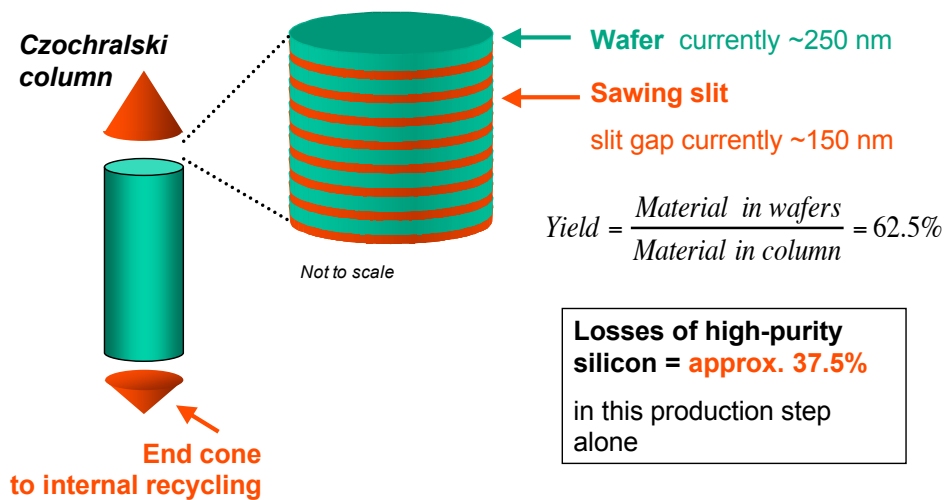 Czochralski
column
Wafer currently ~250 nm
Sawing slit
slit gap currently ~150 nm
Yield = Material in wafers / Material in column = 62.5%
Not to scale
Losses of high-purity
silicon = approx. 37.5%
in this production step
alone
End cone
to internal recycling